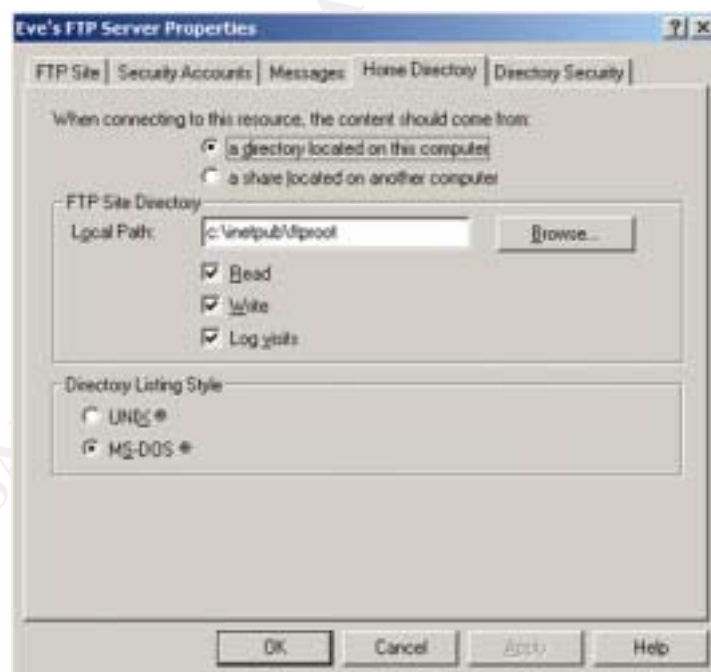 Eve's FTP Server Properties
FTP Site Security Accounts Messages Home Directory Directory Security
When connecting to this resource, the content should come from:
a directory located on this computer
a share located on another computer
FTP Site Directory
Local Path: c:\inetpub\ftproot Browse...
Read
Write
Log visits
Directory Listing Style
UNIX ®
MS-DOS ®
OK Cancel Apply Help